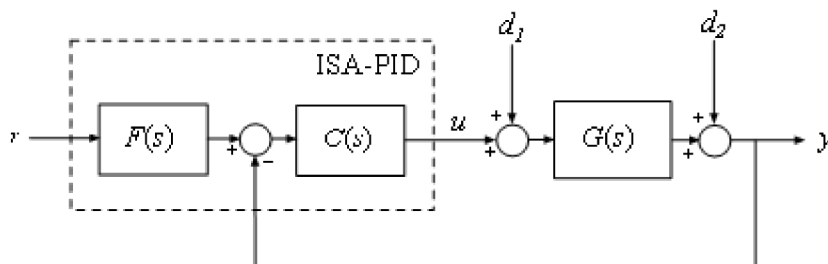 d₁
d₂
ISA-PID
r
F(s)
+
−
C(s)
u
+
+
G(s)
+
+
y